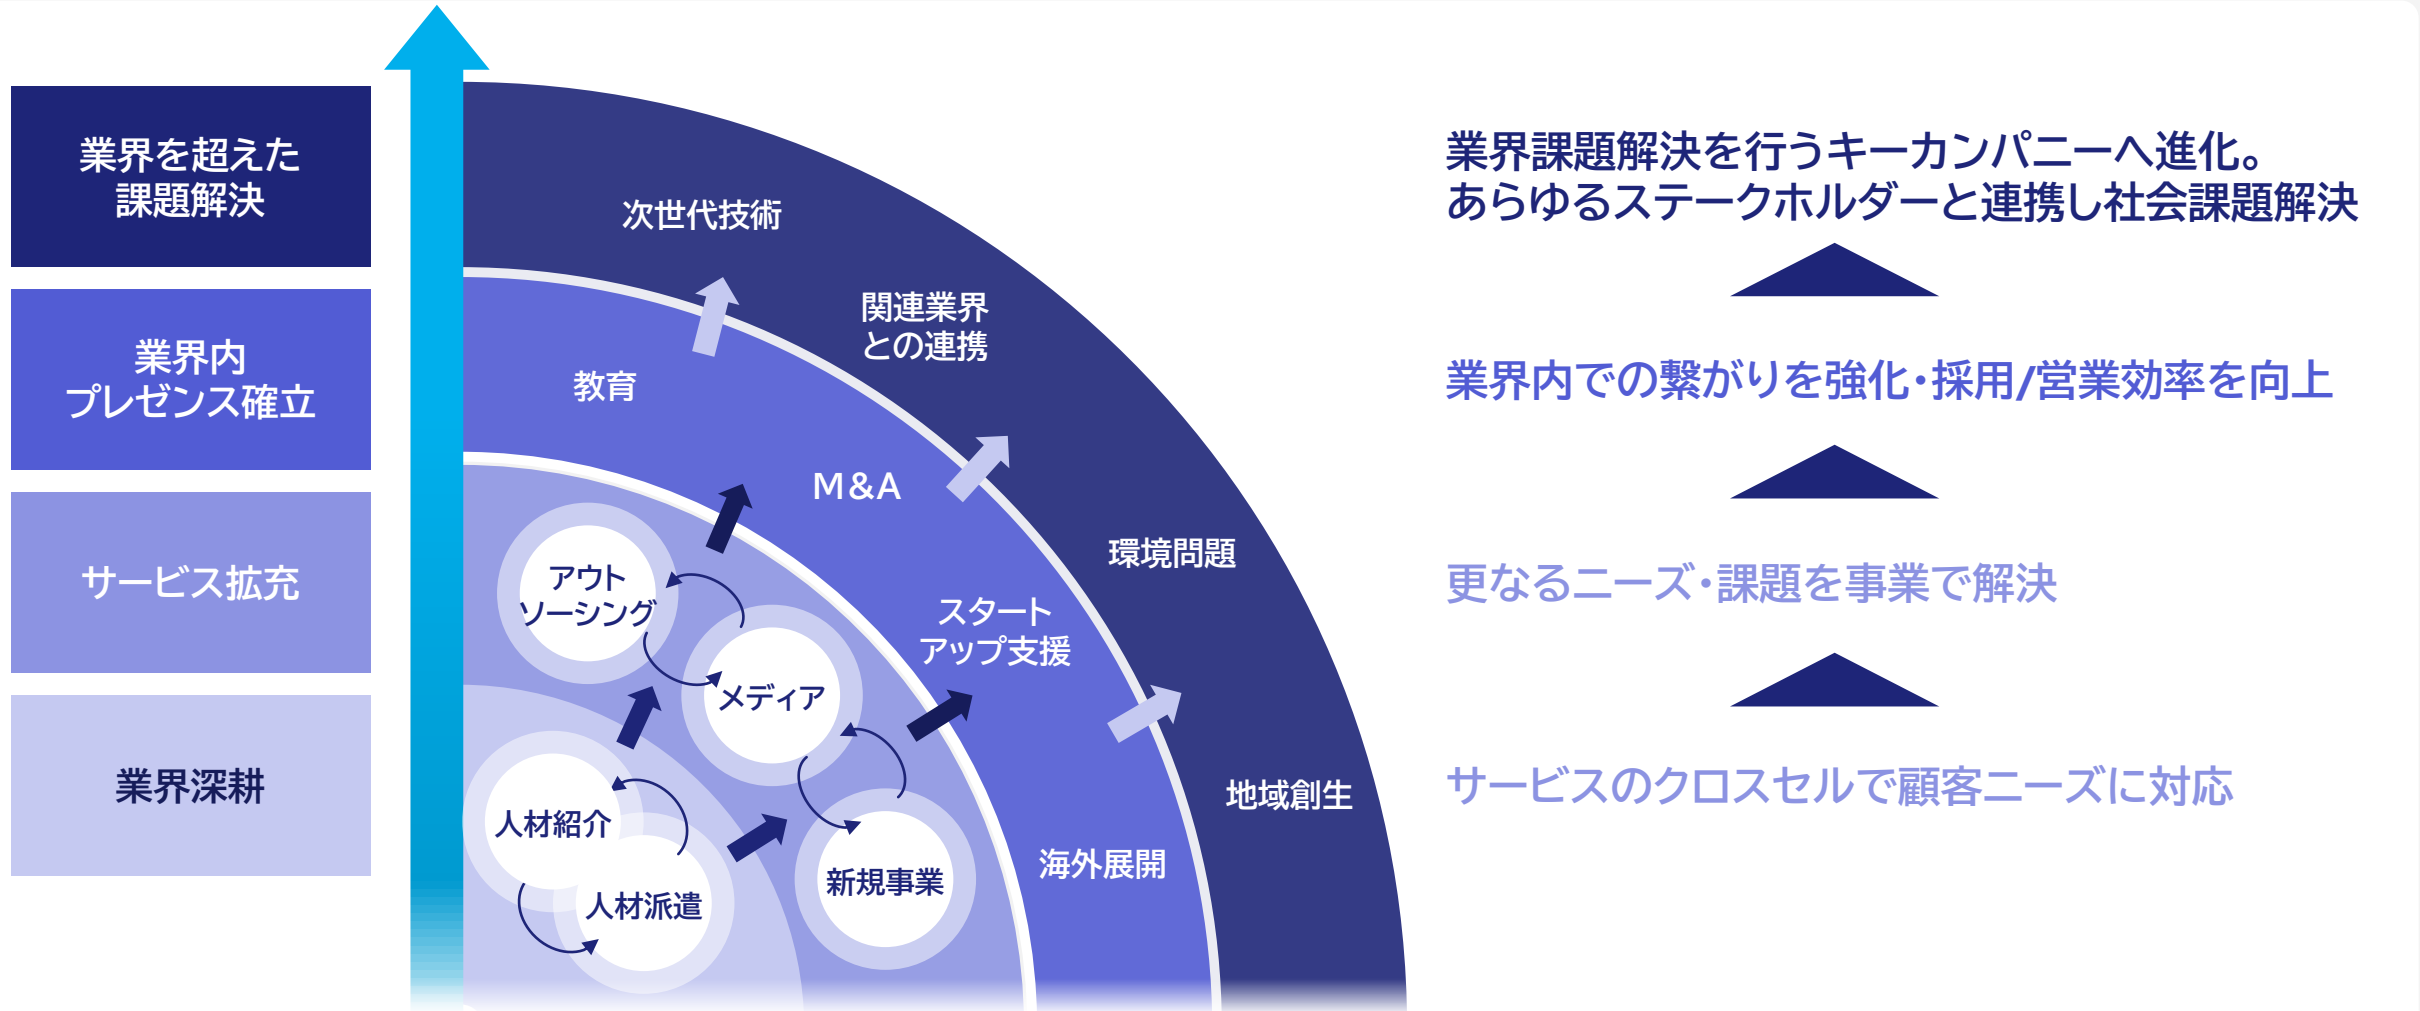 業界を超えた
課題解決
業界内
プレゼンス確立
サービス拡充
業界深耕
次世代技術
関連業界
との連携
環境問題
地域創生
教育
M&A
スタート
アップ支援
海外展開
アウト
ソーシング
メディア
新規事業
人材紹介
人材派遣
業界課題解決を行うキーカンパニーへ進化。
あらゆるステークホルダーと連携し社会課題解決
業界内での繋がりを強化・採用/営業効率を向上
更なるニーズ・課題を事業で解決
サービスのクロスセルで顧客ニーズに対応